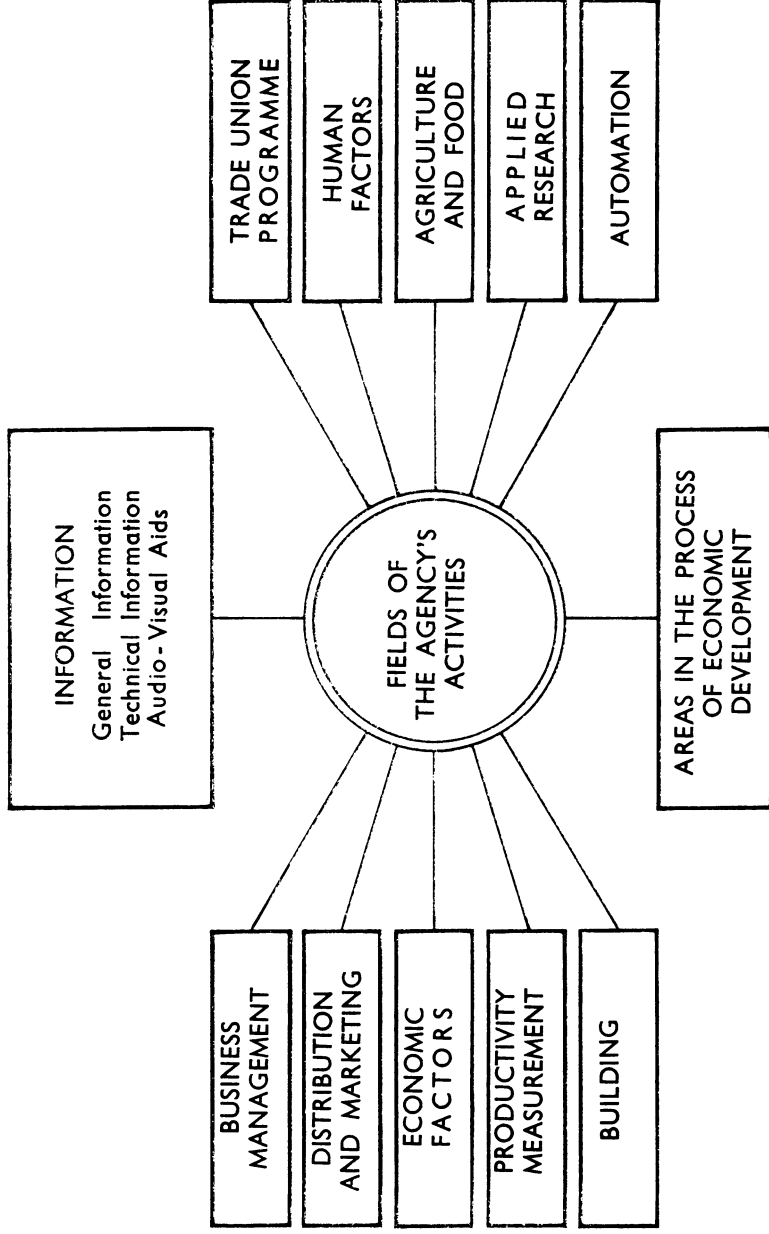 INFORMATION
General Information
Technical Information
Audio-Visual Aids
BUSINESS
MANAGEMENT
DISTRIBUTION
AND MARKETING
ECONOMIC
FACTORS
PRODUCTIVITY
MEASUREMENT
BUILDING
FIELDS OF
THE AGENCY'S
ACTIVITIES
TRADE UNION
PROGRAMME
HUMAN
FACTORS
AGRICULTURE
AND FOOD
APPLIED
RESEARCH
AUTOMATION
AREAS IN THE PROCESS
OF ECONOMIC
DEVELOPMENT